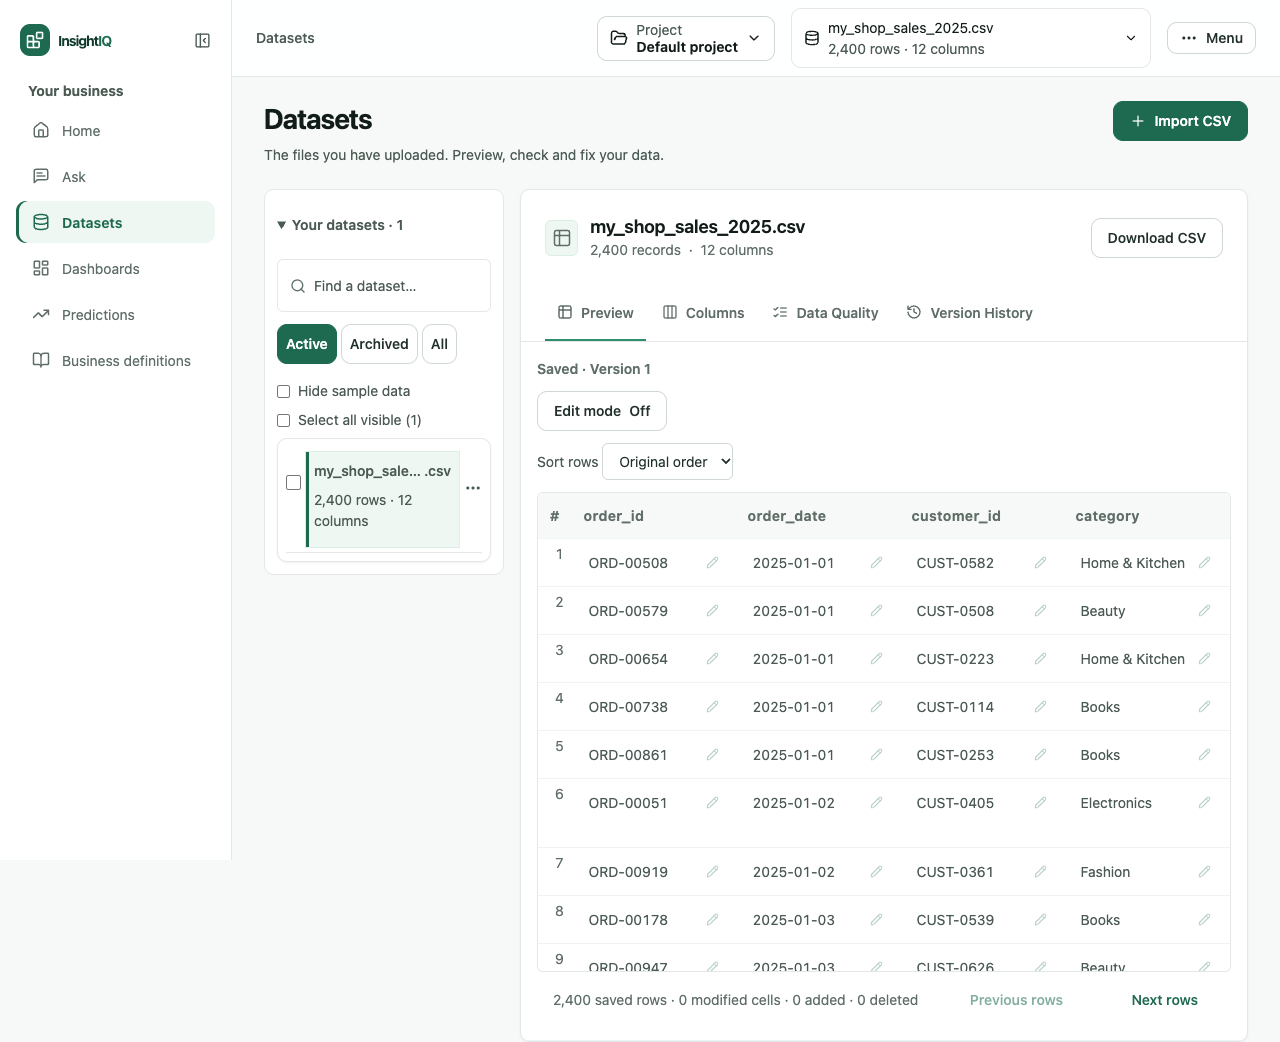 InsightIQ
Your business
Home
Ask
Datasets
Dashboards
Predictions
Business definitions
Datasets
Project
Default project
my_shop_sales_2025.csv
2,400 rows · 12 columns
Menu
Datasets
The files you have uploaded. Preview, check and fix your data.
Import CSV
Your datasets · 1
Find a dataset...
Active Archived All
Hide sample data
Select all visible (1)
my_shop_sale... .csv
2,400 rows · 12
columns
my_shop_sales_2025.csv
2,400 records · 12 columns
Download CSV
Preview Columns Data Quality Version History
Saved · Version 1
Edit mode Off
Sort rows Original order
# order_id order_date customer_id category
1 ORD-00508 2025-01-01 CUST-0582 Home & Kitchen
2 ORD-00579 2025-01-01 CUST-0508 Beauty
3 ORD-00654 2025-01-01 CUST-0223 Home & Kitchen
4 ORD-00738 2025-01-01 CUST-0114 Books
5 ORD-00861 2025-01-01 CUST-0253 Books
6 ORD-00051 2025-01-02 CUST-0405 Electronics
7 ORD-00919 2025-01-02 CUST-0361 Fashion
8 ORD-00178 2025-01-03 CUST-0539 Books
9 ORD-00947 2025-01-03 CUST-0626 Beauty
2,400 saved rows · 0 modified cells · 0 added · 0 deleted
Previous rows Next rows